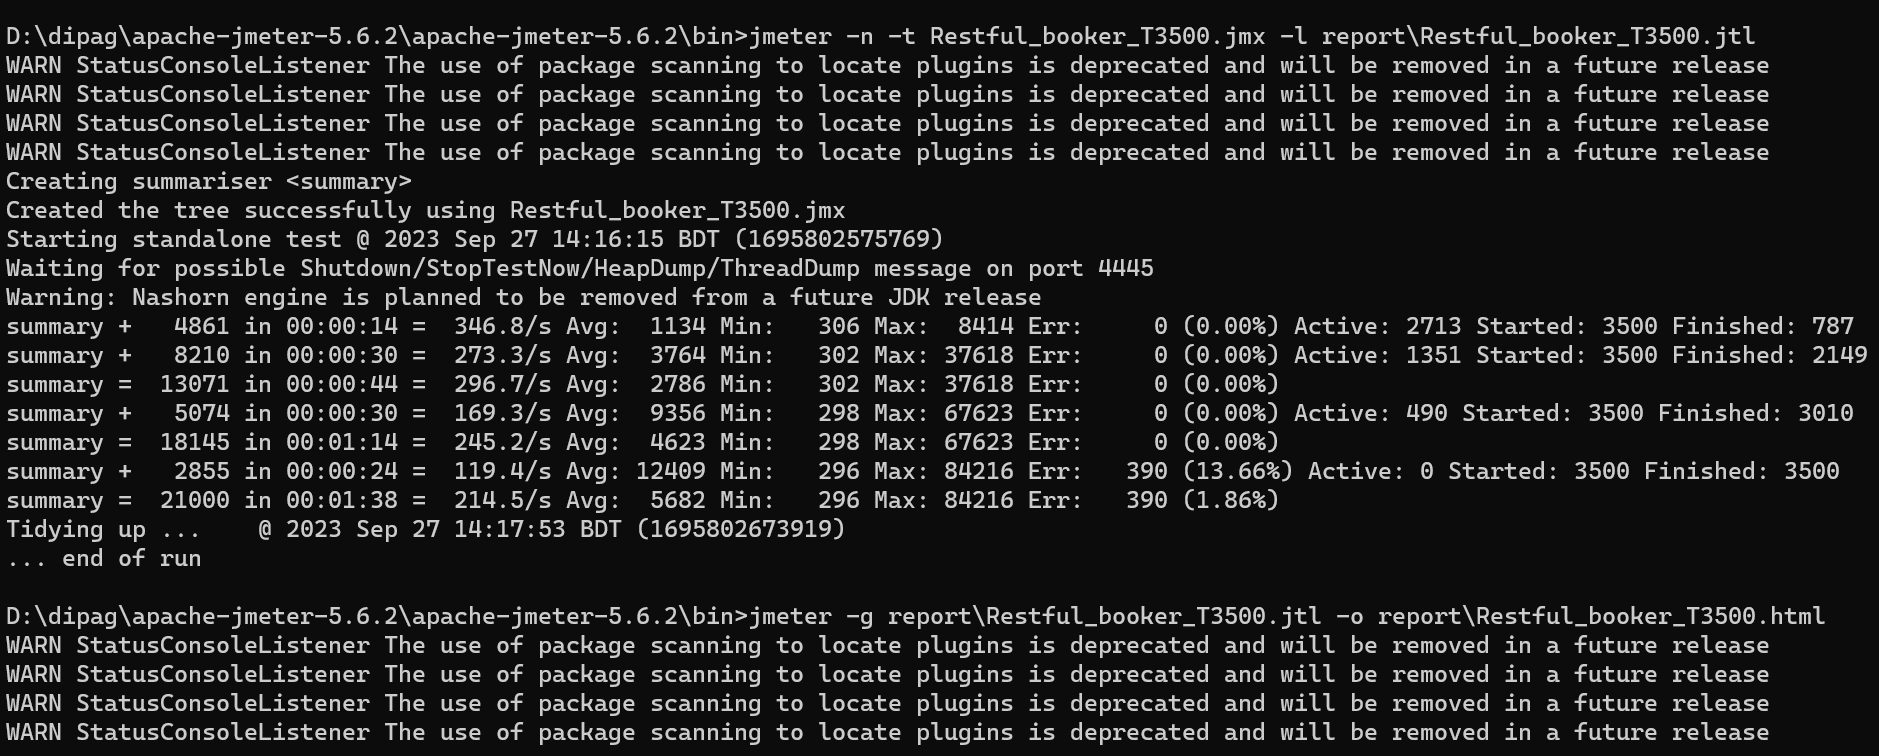 D:\dipag\apache-jmeter-5.6.2\apache-jmeter-5.6.2\bin>jmeter -n -t Restful_booker_T3500.jmx -l report\Restful_booker_T3500.jtl
WARN StatusConsoleListener The use of package scanning to locate plugins is deprecated and will be removed in a future release
WARN StatusConsoleListener The use of package scanning to locate plugins is deprecated and will be removed in a future release
WARN StatusConsoleListener The use of package scanning to locate plugins is deprecated and will be removed in a future release
WARN StatusConsoleListener The use of package scanning to locate plugins is deprecated and will be removed in a future release
Creating summariser <summary>
Created the tree successfully using Restful_booker_T3500.jmx
Starting standalone test @ 2023 Sep 27 14:16:15 BDT (1695802575769)
Waiting for possible Shutdown/StopTestNow/HeapDump/ThreadDump message on port 4445
Warning: Nashorn engine is planned to be removed from a future JDK release
summary +   4861 in 00:00:14 =  346.8/s Avg:  1134 Min:   306 Max:  8414 Err:     0 (0.00%) Active: 2713 Started: 3500 Finished: 787
summary +   8210 in 00:00:30 =  273.3/s Avg:  3764 Min:   302 Max: 37618 Err:     0 (0.00%) Active: 1351 Started: 3500 Finished: 2149
summary =  13071 in 00:00:44 =  296.7/s Avg:  2786 Min:   302 Max: 37618 Err:     0 (0.00%)
summary +   5074 in 00:00:30 =  169.3/s Avg:  9356 Min:   298 Max: 67623 Err:     0 (0.00%) Active: 490 Started: 3500 Finished: 3010
summary =  18145 in 00:01:14 =  245.2/s Avg:  4623 Min:   298 Max: 67623 Err:     0 (0.00%)
summary +   2855 in 00:00:24 =  119.4/s Avg: 12409 Min:   296 Max: 84216 Err:   390 (13.66%) Active: 0 Started: 3500 Finished: 3500
summary =  21000 in 00:01:38 =  214.5/s Avg:  5682 Min:   296 Max: 84216 Err:   390 (1.86%)
Tidying up ...    @ 2023 Sep 27 14:17:53 BDT (1695802673919)
... end of run
D:\dipag\apache-jmeter-5.6.2\apache-jmeter-5.6.2\bin>jmeter -g report\Restful_booker_T3500.jtl -o report\Restful_booker_T3500.html
WARN StatusConsoleListener The use of package scanning to locate plugins is deprecated and will be removed in a future release
WARN StatusConsoleListener The use of package scanning to locate plugins is deprecated and will be removed in a future release
WARN StatusConsoleListener The use of package scanning to locate plugins is deprecated and will be removed in a future release
WARN StatusConsoleListener The use of package scanning to locate plugins is deprecated and will be removed in a future release